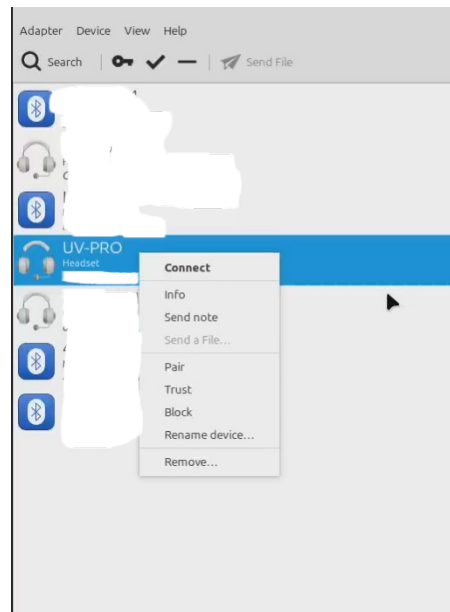 Adapter Device View Help
Search Send File
UV-PRO
Headset
Connect
Info
Send note
Send a File...
Pair
Trust
Block
Rename device...
Remove...